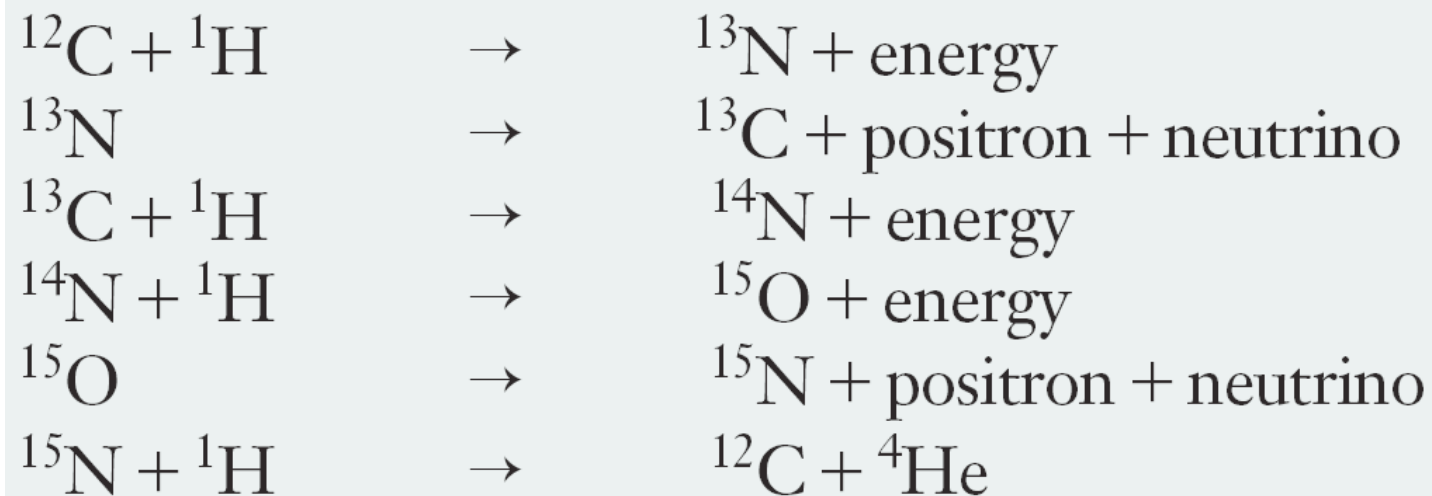 ¹²C + ¹H → ¹³N + energy
¹³N → ¹³C + positron + neutrino
¹³C + ¹H → ¹⁴N + energy
¹⁴N + ¹H → ¹⁵O + energy
¹⁵O → ¹⁵N + positron + neutrino
¹⁵N + ¹H → ¹²C + ⁴He